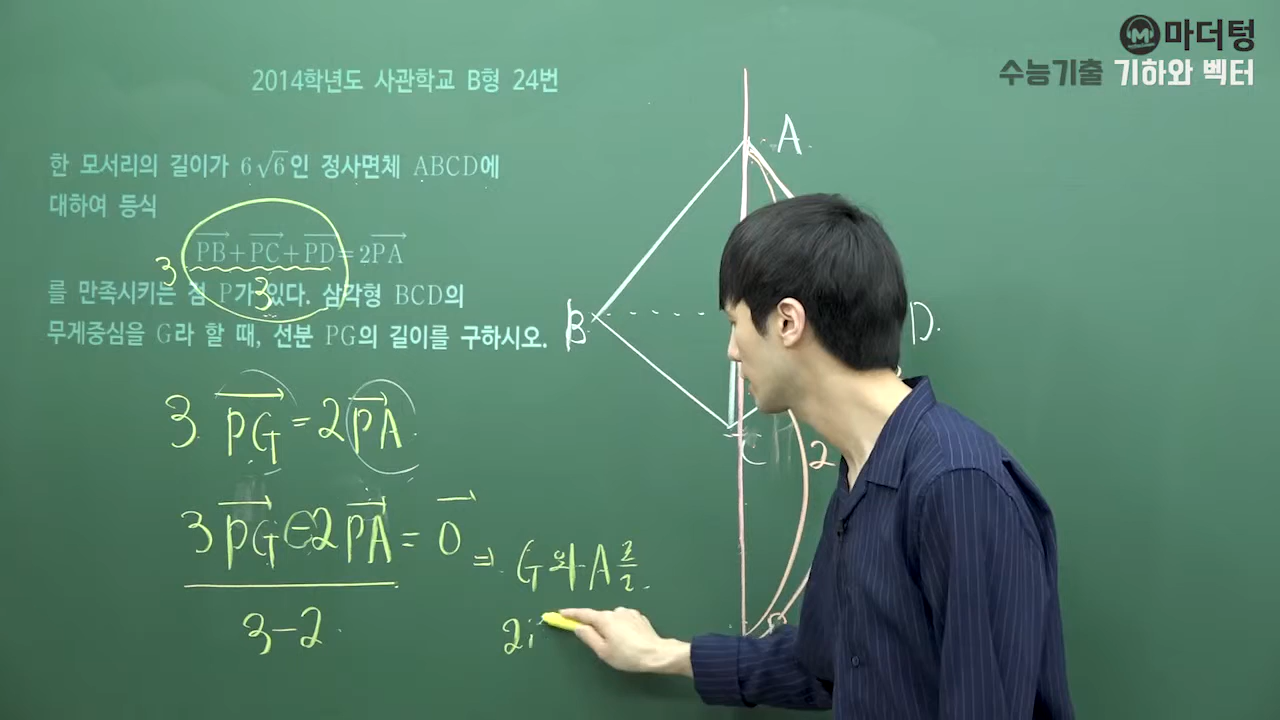 마더텅
수능기출 기하와 벡터
2014학년도 사관학교 B형 24번
한 모서리의 길이가 6√6인 정사면체 ABCD에
대하여 등식
PB+PC+PD=2PA
3
3
를 만족시키는 점 P가 있다. 삼각형 BCD의
무게중심을 G라 할 때, 선분 PG의 길이를 구하시오.
3 PG = 2 PA
3 PG - 2 PA = 0 ⇒ G와 A를
3-2
2
A
B
D
C
2